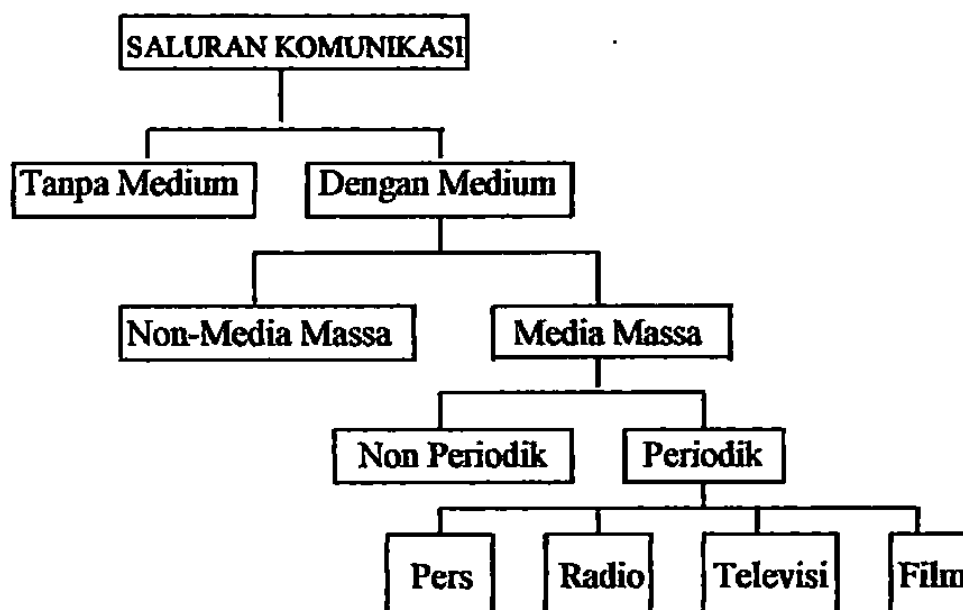 SALURAN KOMUNIKASI
Tanpa Medium
Dengan Medium
Non-Media Massa
Media Massa
Non Periodik
Periodik
Pers
Radio
Televisi
Film